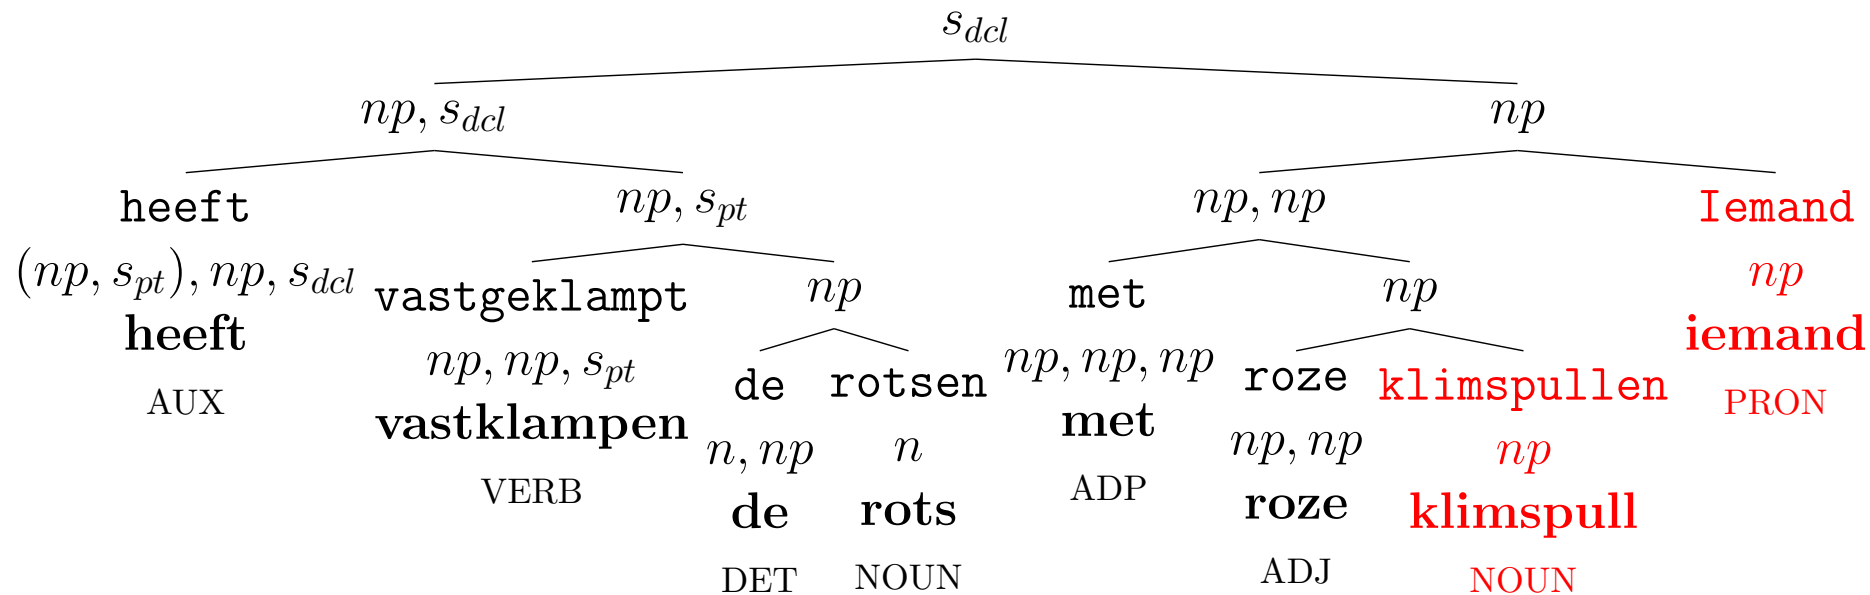 s_dcl
np, s_dcl np
heeft np, s_pt np, np Iemand
(np, s_pt), np, s_dcl vastgeklampt np met np np
heeft np, np, s_pt de rotsen np, np, np roze klimspullen iemand
AUX vastklampen n, np n met np, np np PRON
VERB de rots ADP roze klimspull
DET NOUN ADJ NOUN